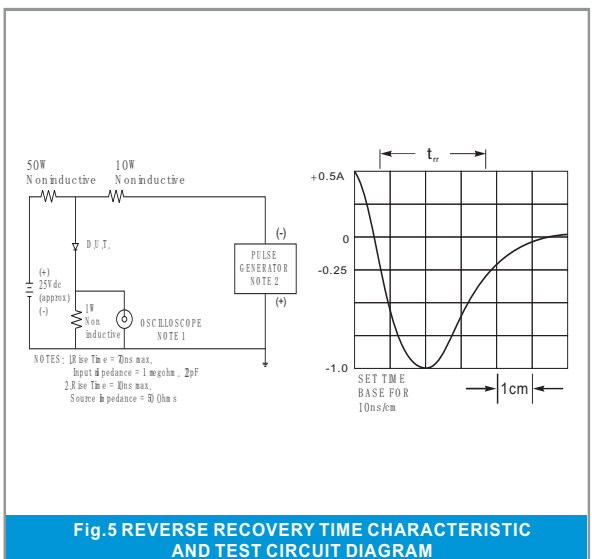 50W
Noninductive
10W
Noninductive
D.U.T.
(+)
25Vdc
(approx)
(-)
1W
Non
inductive
OSCILLOSCOPE
NOTE 1
(-)
PULSE
GENERATOR
NOTE 2
(+)
NOTES: 1.Rise Time = 7ns max.
Input impedance = 1 megohm, 22pF
2.Rise Time = 10ns max.
Source Impedance = 50 Ohms
trr
+0.5A
0
-0.25
-1.0
SET TIME
BASE FOR
10ns/cm
1cm
Fig.5 REVERSE RECOVERY TIME CHARACTERISTIC
AND TEST CIRCUIT DIAGRAM